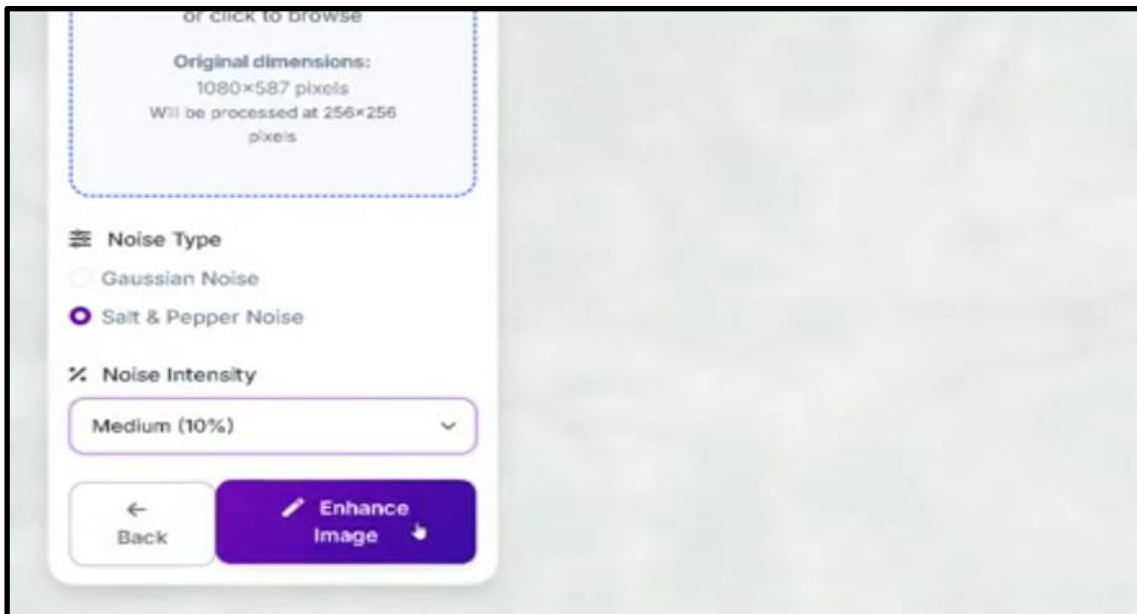 or click to browse
Original dimensions:
1080×587 pixels
Will be processed at 256×256
pixels
Noise Type
Gaussian Noise
Salt & Pepper Noise
Noise Intensity
Medium (10%)
← Back
Enhance
Image